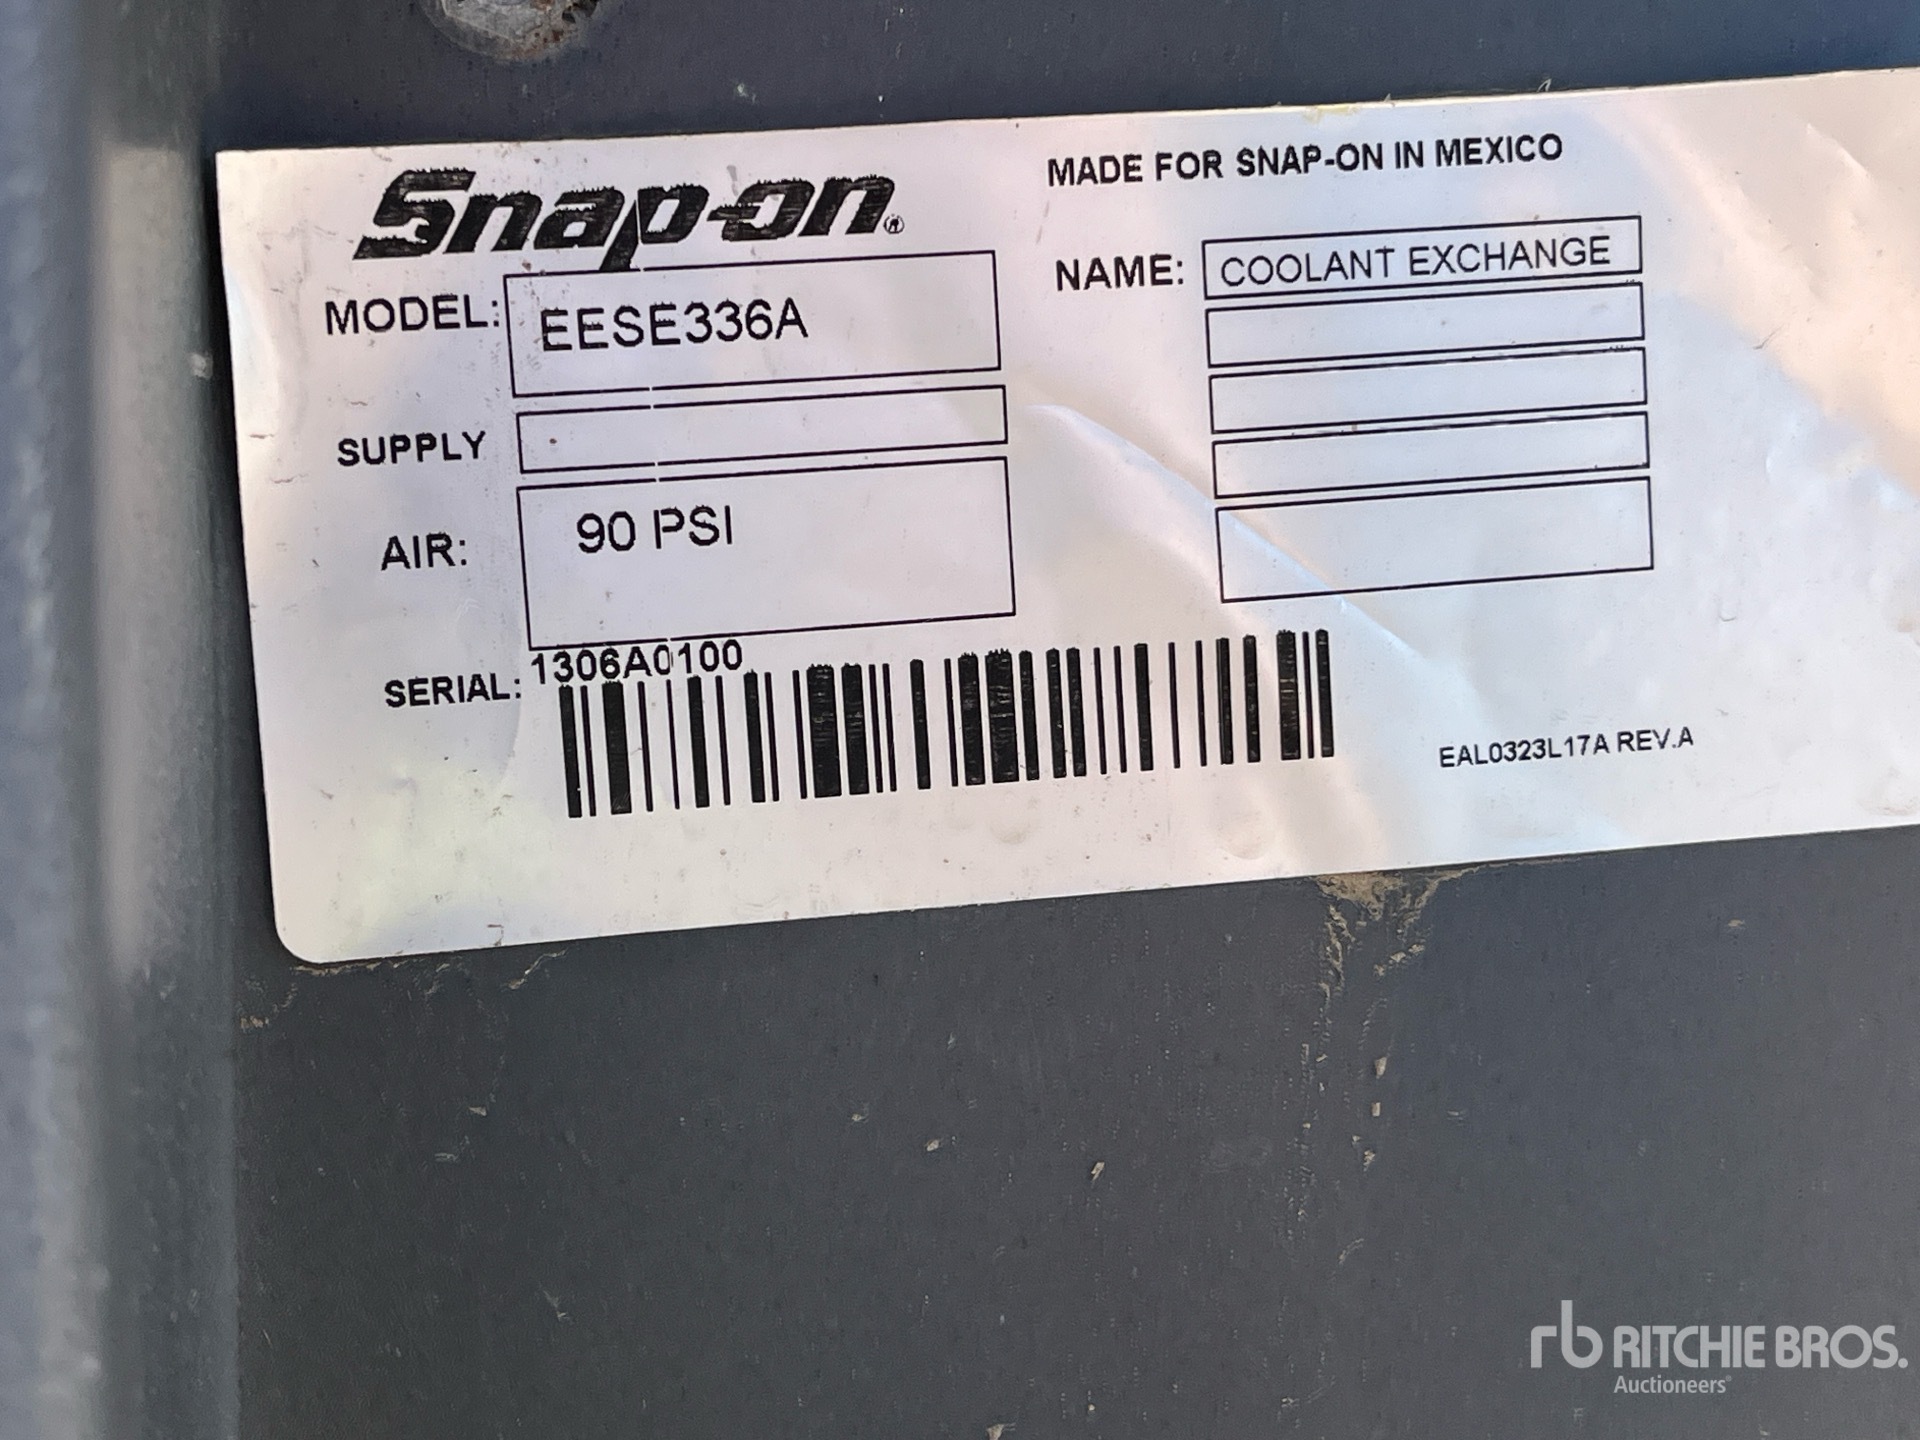 Snap-on®
MADE FOR SNAP-ON IN MEXICO
MODEL: EESE336A
NAME: COOLANT EXCHANGE
SUPPLY
AIR: 90 PSI
SERIAL: 1306A0100
EAL0323L17A REV.A
rb RITCHIE BROS.
Auctioneers